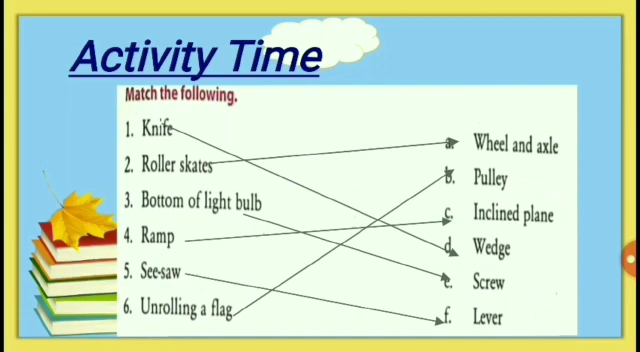 Activity Time
Match the following.
1. Knife
a. Wheel and axle
2. Roller skates
b. Pulley
3. Bottom of light bulb
c. Inclined plane
4. Ramp
d. Wedge
5. See-saw
e. Screw
6. Unrolling a flag
f. Lever